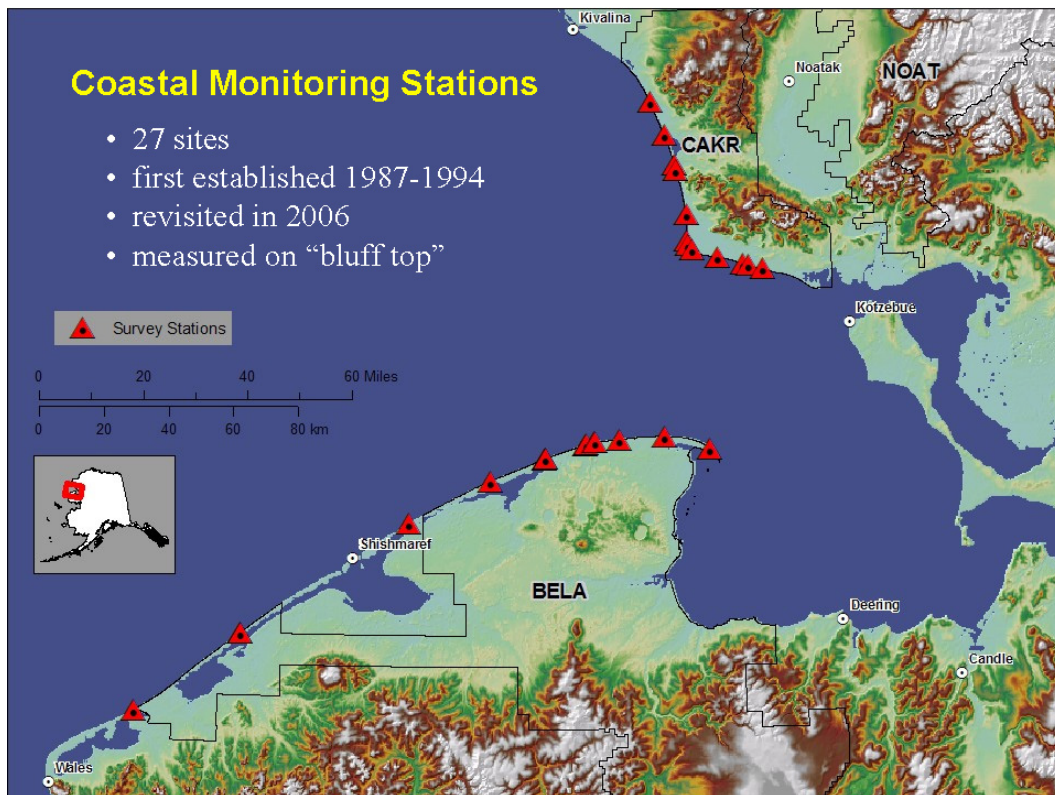 Coastal Monitoring Stations
• 27 sites
• first established 1987-1994
• revisited in 2006
• measured on “bluff top”
Survey Stations
0 20 40 60 Miles
0 20 40 60 80 km
Kivalina
Noatak
NOAT
CAKR
Kotzebue
Shishmaref
BELA
Deering
Candle
Wales